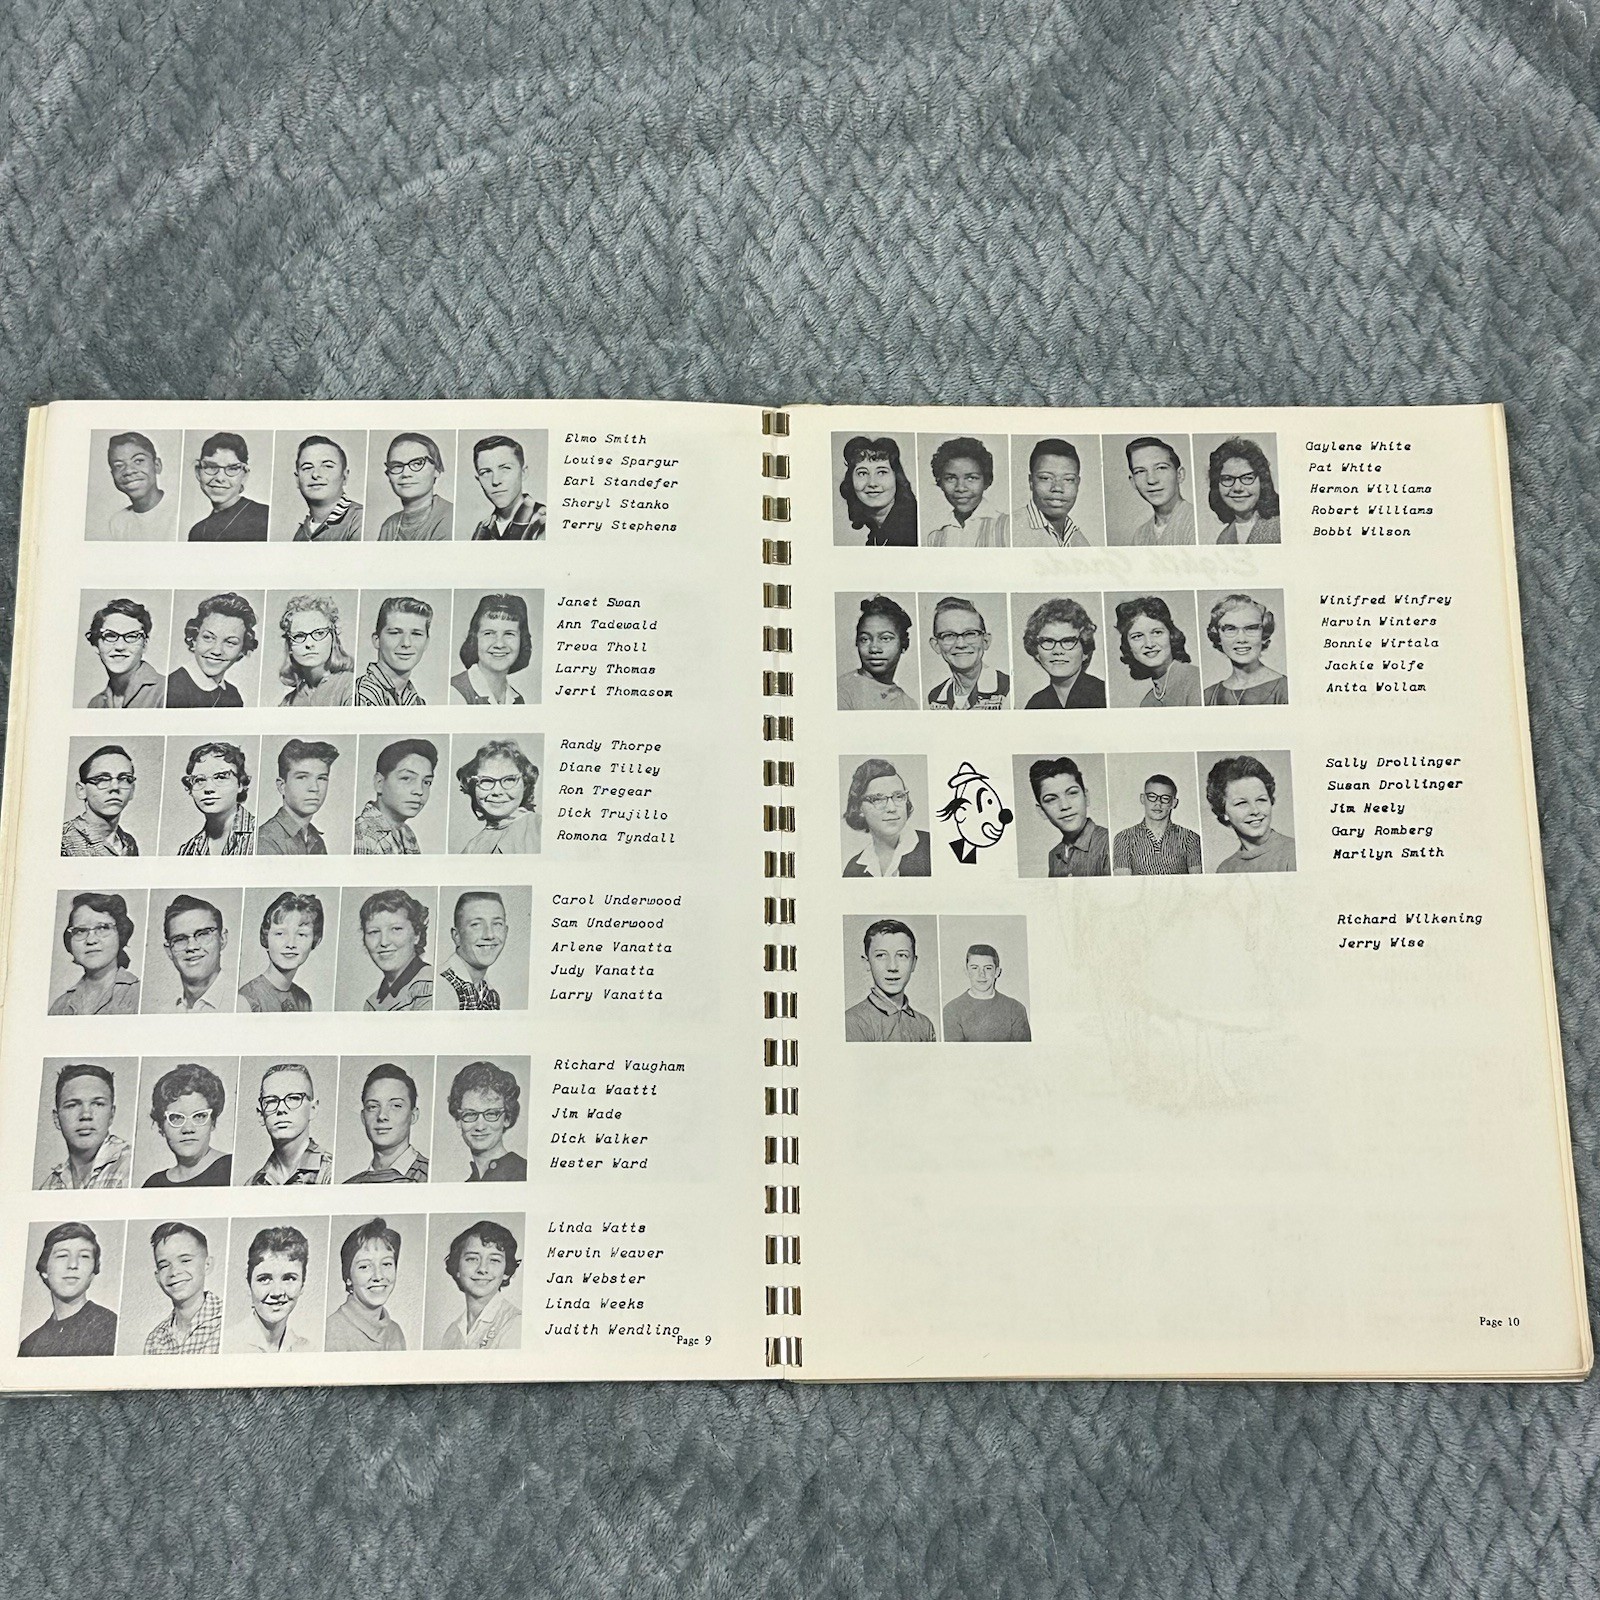 Elmo Smith
Louise Spargur
Earl Standefer
Sheryl Stanko
Terry Stephens
Janet Swan
Ann Tadewald
Treva Tholl
Larry Thomas
Jerri Thomason
Randy Thorpe
Diane Tilley
Ron Tregear
Dick Trujillo
Romona Tyndall
Carol Underwood
Sam Underwood
Arlene Vanatta
Judy Vanatta
Larry Vanatta
Richard Vaugham
Paula Waatti
Jim Wade
Dick Walker
Hester Ward
Linda Watts
Mervin Weaver
Jan Webster
Linda Weeks
Judith Wendling
Page 9
Gaylene White
Pat White
Hermon Williams
Robert Williams
Bobbi Wilson
Winifred Winfrey
Marvin Winters
Bonnie Wirtala
Jackie Wolfe
Anita Wollam
Sally Drollinger
Susan Drollinger
Jim Neely
Gary Romberg
Marilyn Smith
Richard Wilkening
Jerry Wise
Page 10